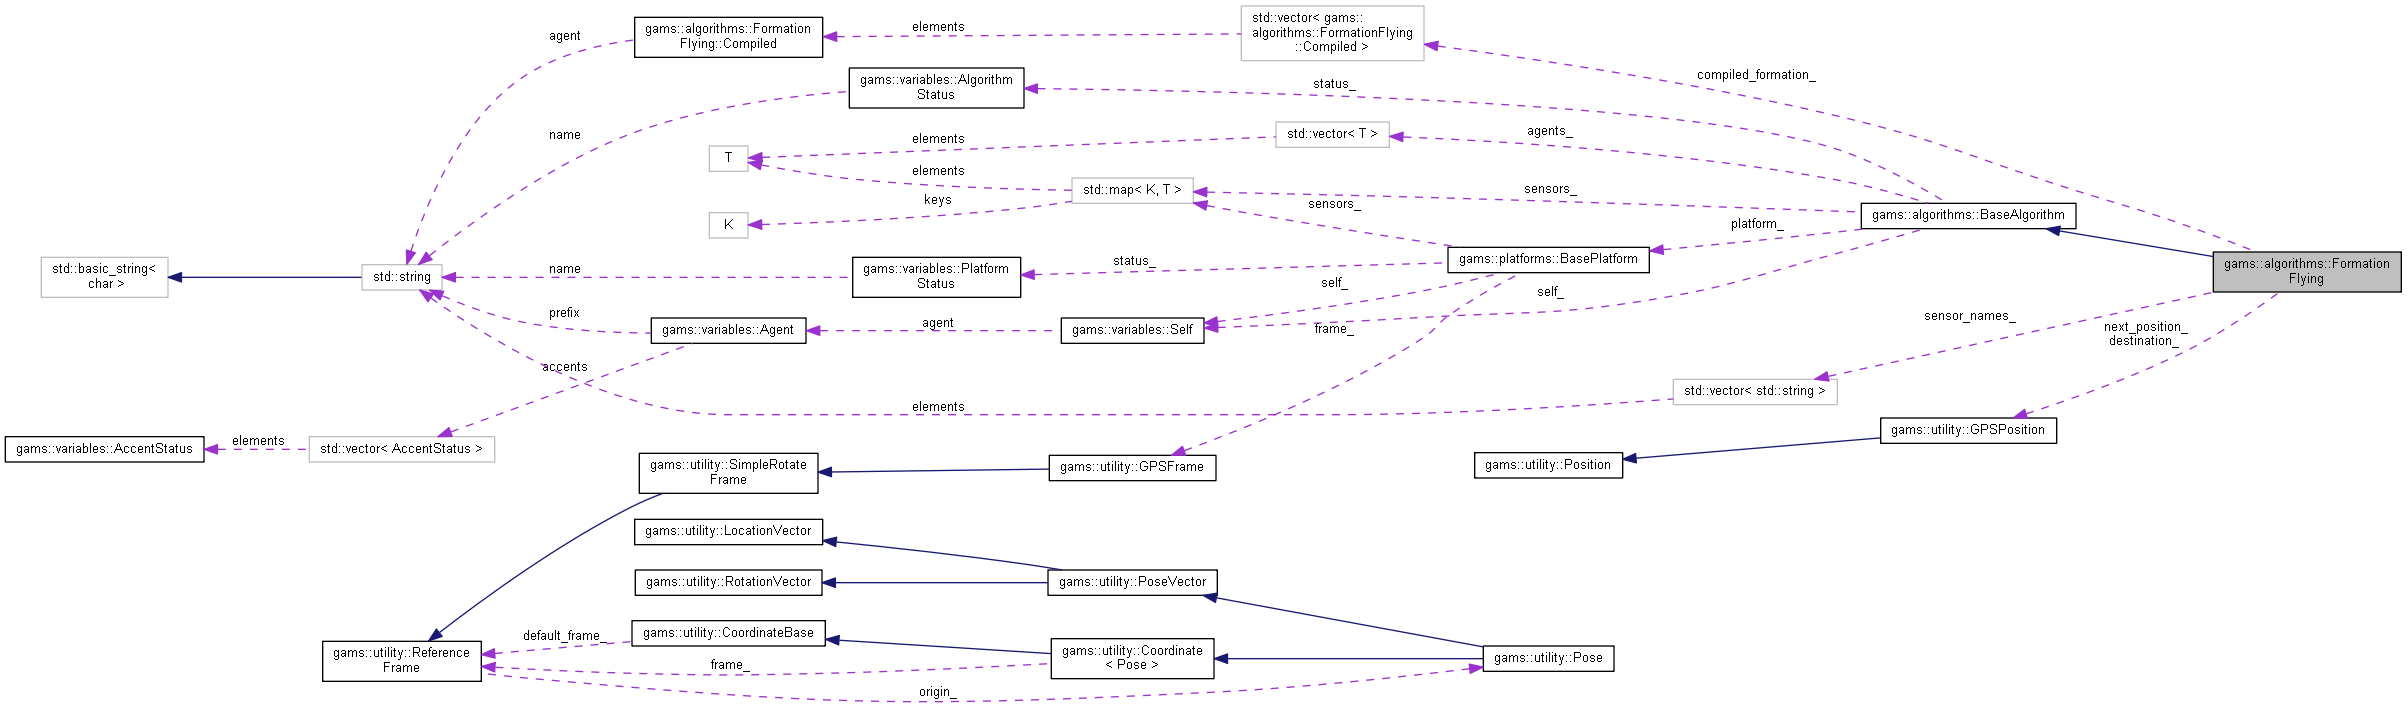 gams::algorithms::Formation
Flying::Compiled
agent
elements
std::vector< gams::
algorithms::FormationFlying
::Compiled >
compiled_formation_
gams::variables::Algorithm
Status
status_
name
std::vector< T >
agents_
elements
T
elements
std::map< K, T >
sensors_
keys
sensors_
K
gams::algorithms::BaseAlgorithm
platform_
gams::platforms::BasePlatform
gams::algorithms::Formation
Flying
std::basic_string<
char >
std::string
name
gams::variables::Platform
Status
status_
self_
self_
prefix
gams::variables::Agent
agent
gams::variables::Self
frame_
sensor_names_
next_position_
destination_
accents
std::vector< std::string >
elements
gams::variables::AccentStatus
elements
std::vector< AccentStatus >
gams::utility::GPSPosition
gams::utility::SimpleRotate
Frame
gams::utility::GPSFrame
gams::utility::Position
gams::utility::LocationVector
gams::utility::RotationVector
gams::utility::PoseVector
default_frame_
gams::utility::CoordinateBase
gams::utility::Reference
Frame
frame_
gams::utility::Coordinate
< Pose >
gams::utility::Pose
origin_